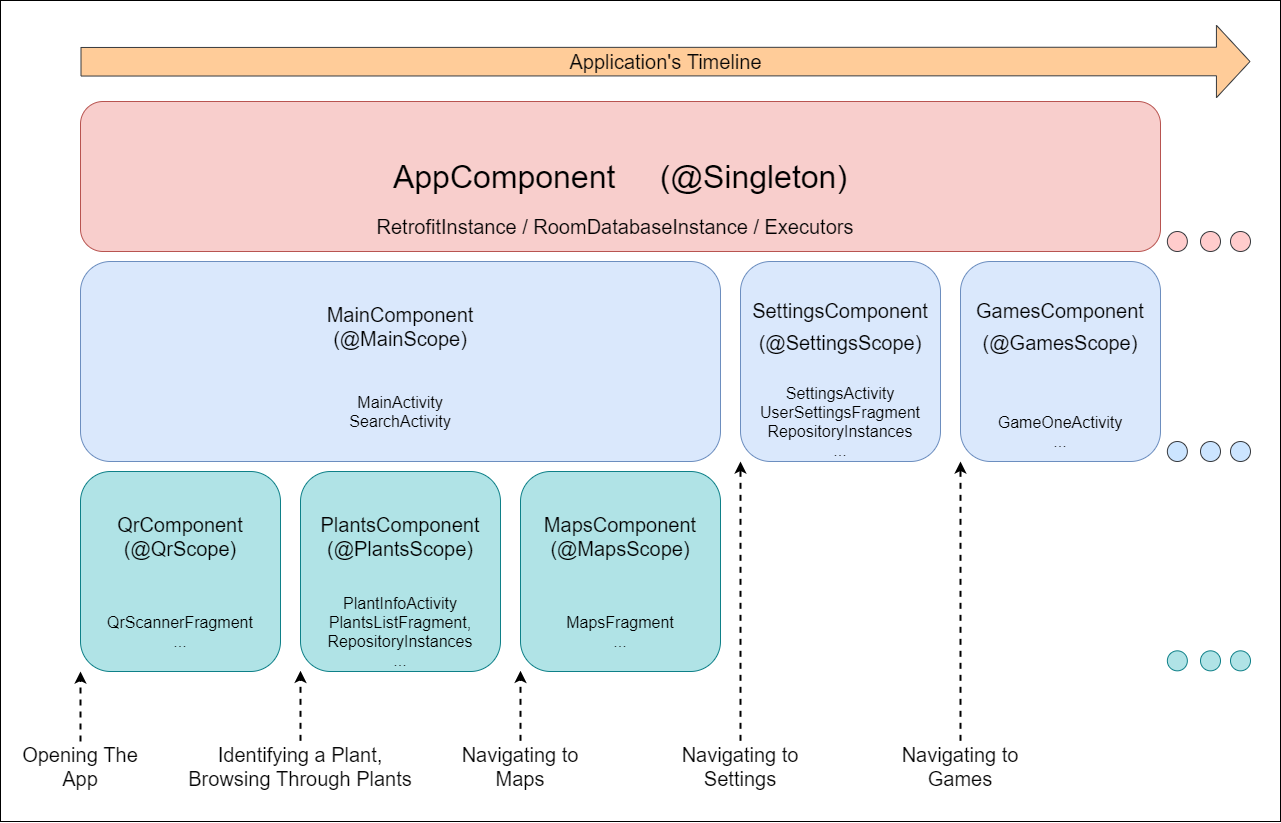 Application's Timeline
AppComponent (@Singleton)
RetrofitInstance / RoomDatabaseInstance / Executors
MainComponent
(@MainScope)
MainActivity
SearchActivity
SettingsComponent
(@SettingsScope)
SettingsActivity
UserSettingsFragment
RepositoryInstances
...
GamesComponent
(@GamesScope)
GameOneActivity
...
QrComponent
(@QrScope)
QrScannerFragment
...
PlantsComponent
(@PlantsScope)
PlantInfoActivity
PlantsListFragment,
RepositoryInstances
...
MapsComponent
(@MapsScope)
MapsFragment
...
Opening The
App
Identifying a Plant,
Browsing Through Plants
Navigating to
Maps
Navigating to
Settings
Navigating to
Games